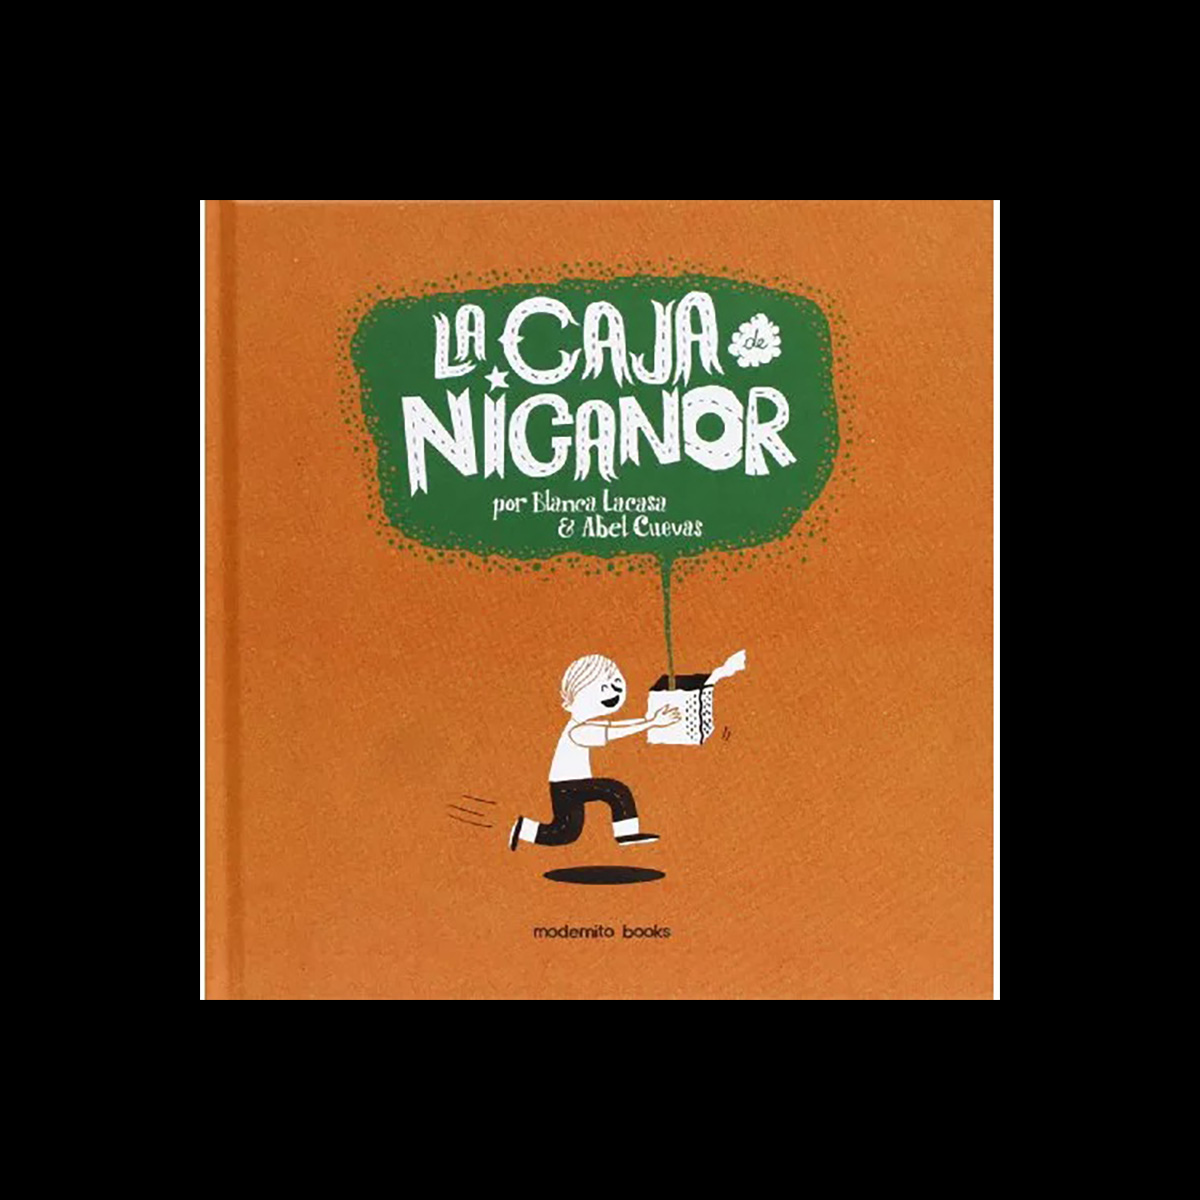 LA CAJA de
NiCANOR
por Blanca Lacasa
& Abel Cuevas
modernito books